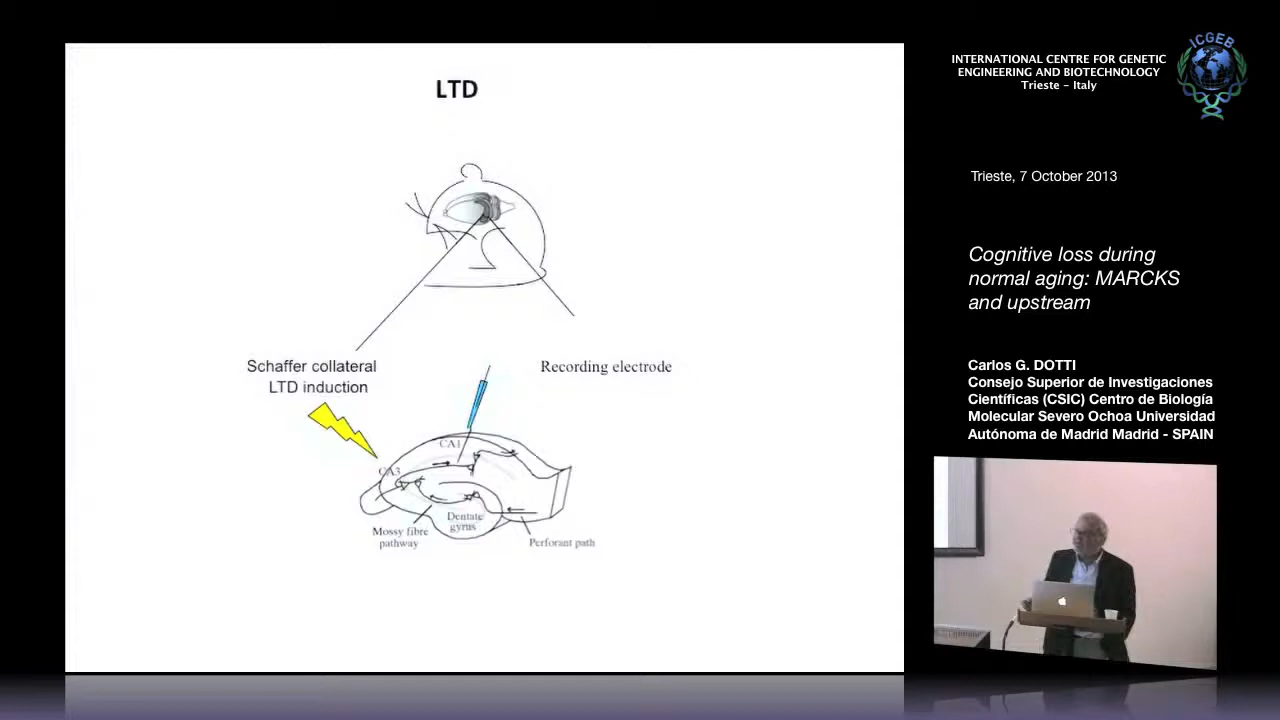 LTD
Schaffer collateral
LTD induction
Recording electrode
CA1
CA3
Mossy fibre
pathway
Dentate
gyrus
Perforant path
INTERNATIONAL CENTRE FOR GENETIC
ENGINEERING AND BIOTECHNOLOGY
Trieste - Italy
ICGEB
Trieste, 7 October 2013
Cognitive loss during
normal aging: MARCKS
and upstream
Carlos G. DOTTI
Consejo Superior de Investigaciones
Científicas (CSIC) Centro de Biología
Molecular Severo Ochoa Universidad
Autónoma de Madrid Madrid - SPAIN